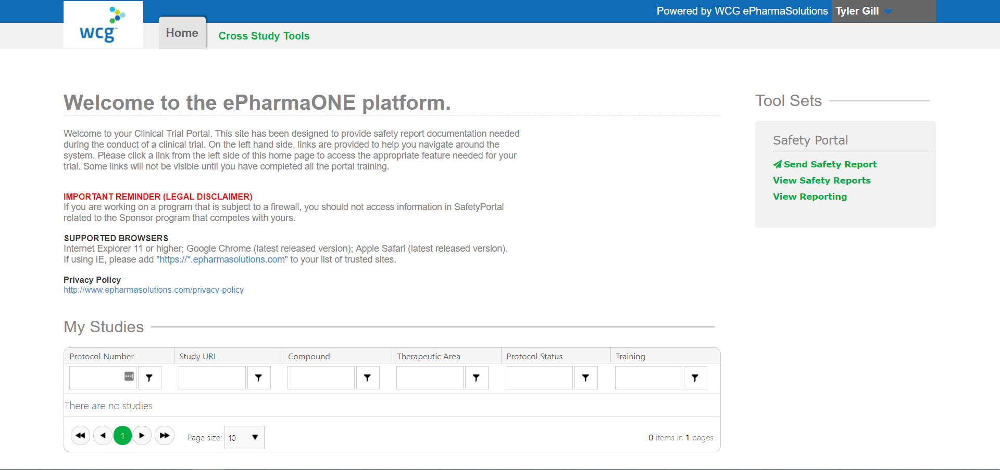 wcg
Powered by WCG ePharmaSolutions
Tyler Gill
Home
Cross Study Tools
Welcome to the ePharmaONE platform.
Welcome to your Clinical Trial Portal. This site has been designed to provide safety report documentation needed
during the conduct of a clinical trial. On the left hand side, links are provided to help you navigate around the
system. Please click a link from the left side of this home page to access the appropriate feature needed for your
trial. Some links will not be visible until you have completed all the portal training.
IMPORTANT REMINDER (LEGAL DISCLAIMER)
If you are working on a program that is subject to a firewall, you should not access information in SafetyPortal
related to the Sponsor program that competes with yours.
SUPPORTED BROWSERS
Internet Explorer 11 or higher; Google Chrome (latest released version); Apple Safari (latest released version).
If using IE, please add "https://*.epharmasolutions.com" to your list of trusted sites.
Privacy Policy
http://www.epharmasolutions.com/privacy-policy
Tool Sets
Safety Portal
Send Safety Report
View Safety Reports
View Reporting
My Studies
Protocol Number Study URL Compound Therapeutic Area Protocol Status Training
There are no studies
1 Page size: 10 0 items in 1 pages